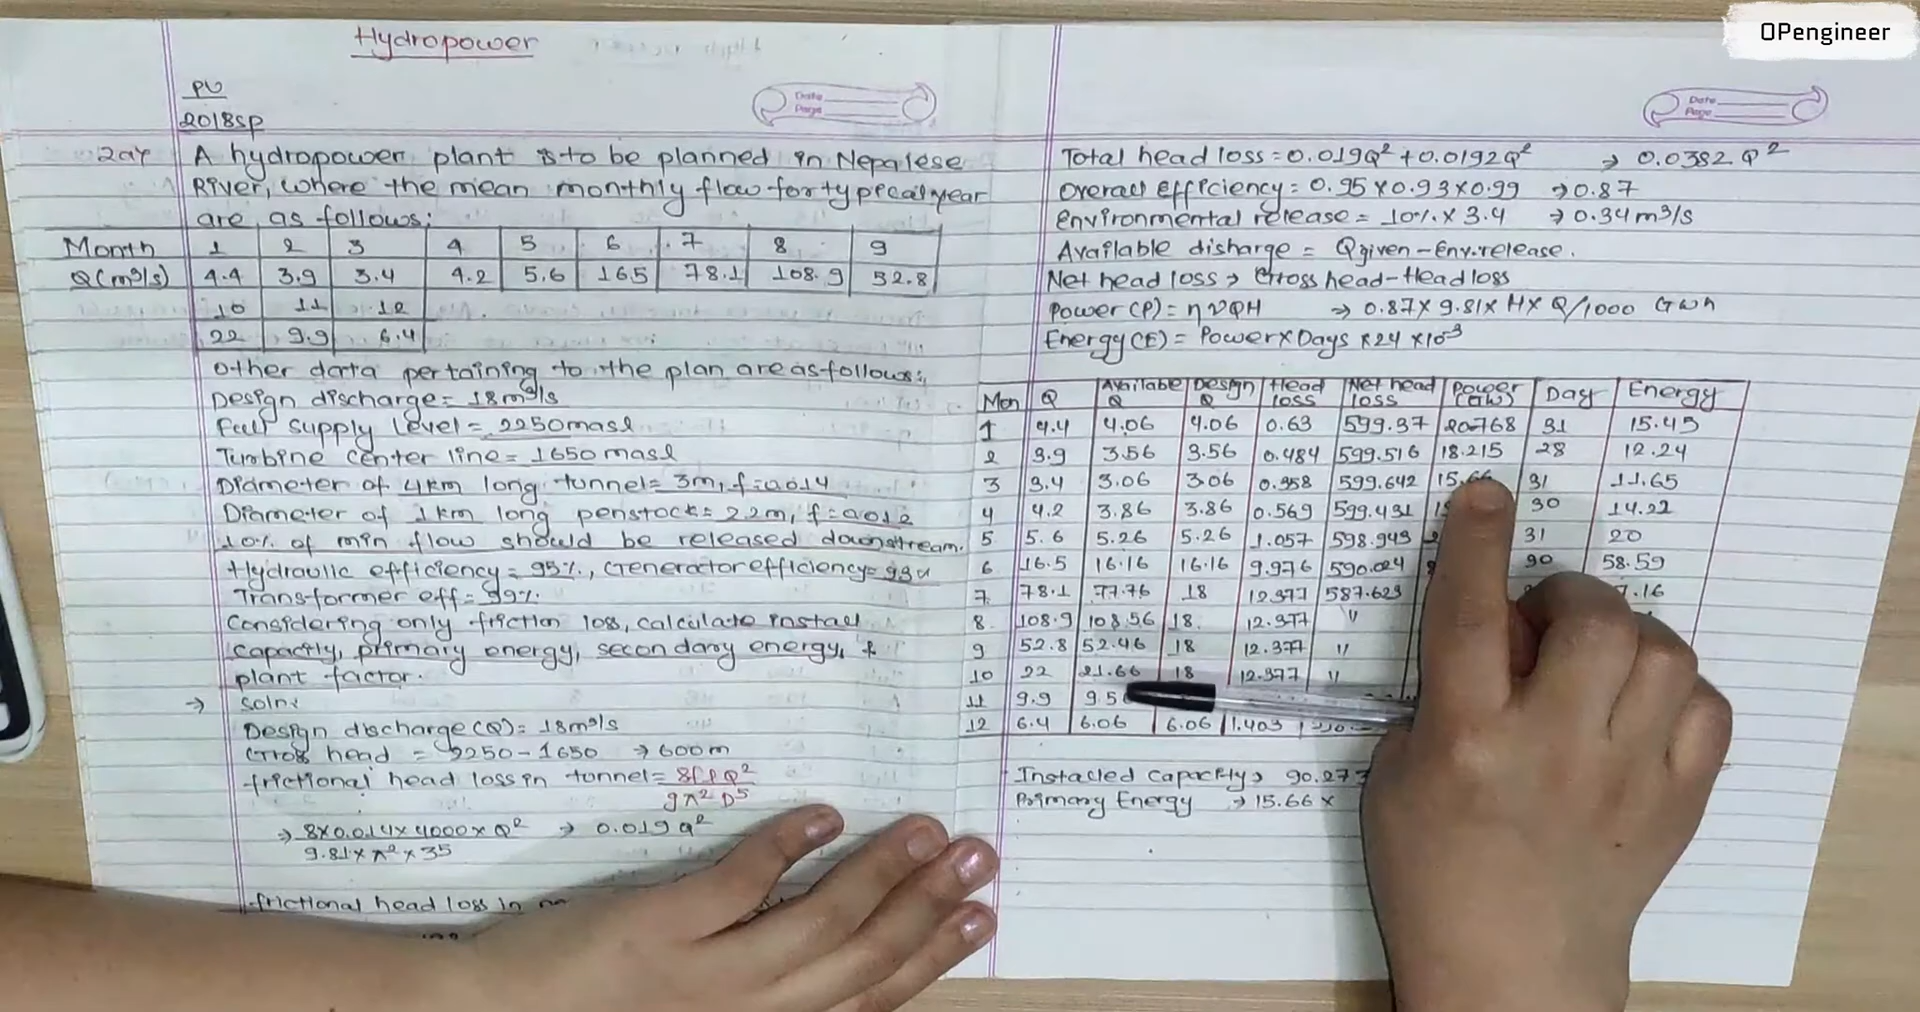 OPengineer
Hydropower
PU
2018sp
Date
Page
2ay A hydropower plant is to be planned in Nepalese
River, where the mean monthly flow for typical year
are as follows:
Month 1 2 3 4 5 6 7 8 9
Q(m³/s) 4.4 3.9 3.4 4.2 5.6 16.5 78.1 108.9 52.8
10 11 12
22 9.9 6.4
Other data pertaining to the plan are as follows:
Design discharge = 18m³/s
Full supply level = 2250masl
Turbine center line = 1650masl
Diameter of 4km long tunnel = 3m, f=0.014
Diameter of 1km long penstock = 2.2m, f=0.012
10% of min flow should be released downstream.
Hydraulic efficiency = 95%, Generator efficiency = 93%
Transformer eff = 99%
Considering only friction loss, calculate install
capacity, primary energy, secondary energy, &
plant factor.
→ Soln:
Design discharge (Q) = 18m³/s
Gross head = 2250-1650 → 600m
frictional head loss in tunnel = 8flQ²
gπ²D⁵
→ 8×0.014×4000×Q² → 0.019Q²
9.81×π²×35
frictional head loss in
Date
Page
Total head loss = 0.019Q² + 0.0192Q² → 0.0382Q²
Overall efficiency = 0.95×0.93×0.99 → 0.87
environmental release = 10%×3.4 → 0.34m³/s
Available discharge = Qgiven - Env.release.
Net head loss → Gross head - Head loss
Power (P) = ηγQH → 0.87×9.81×H×Q/1000 Gwh
Energy (E) = Power × Days ×24 ×10⁻³
Mon Q Available Q Design Q Head loss Net head loss Power Day Energy
1 4.4 4.06 4.06 0.63 599.37 20.768 31 15.45
2 3.9 3.56 3.56 0.484 599.516 18.215 28 12.24
3 3.4 3.06 3.06 0.358 599.642 15.66 31 11.65
4 4.2 3.86 3.86 0.569 599.431 30 14.22
5 5.6 5.26 5.26 1.057 598.943 31 20
6 16.5 16.16 16.16 9.976 590.024 30 58.59
7 78.1 77.76 18 12.377 587.623
8 108.9 108.56 18 12.377 "
9 52.8 52.46 18 12.377 "
10 22 21.66 18 12.377 "
11 9.9
12 6.4 6.06 6.06 1.403
Installed capacity → 90.273
Primary Energy → 15.66 ×